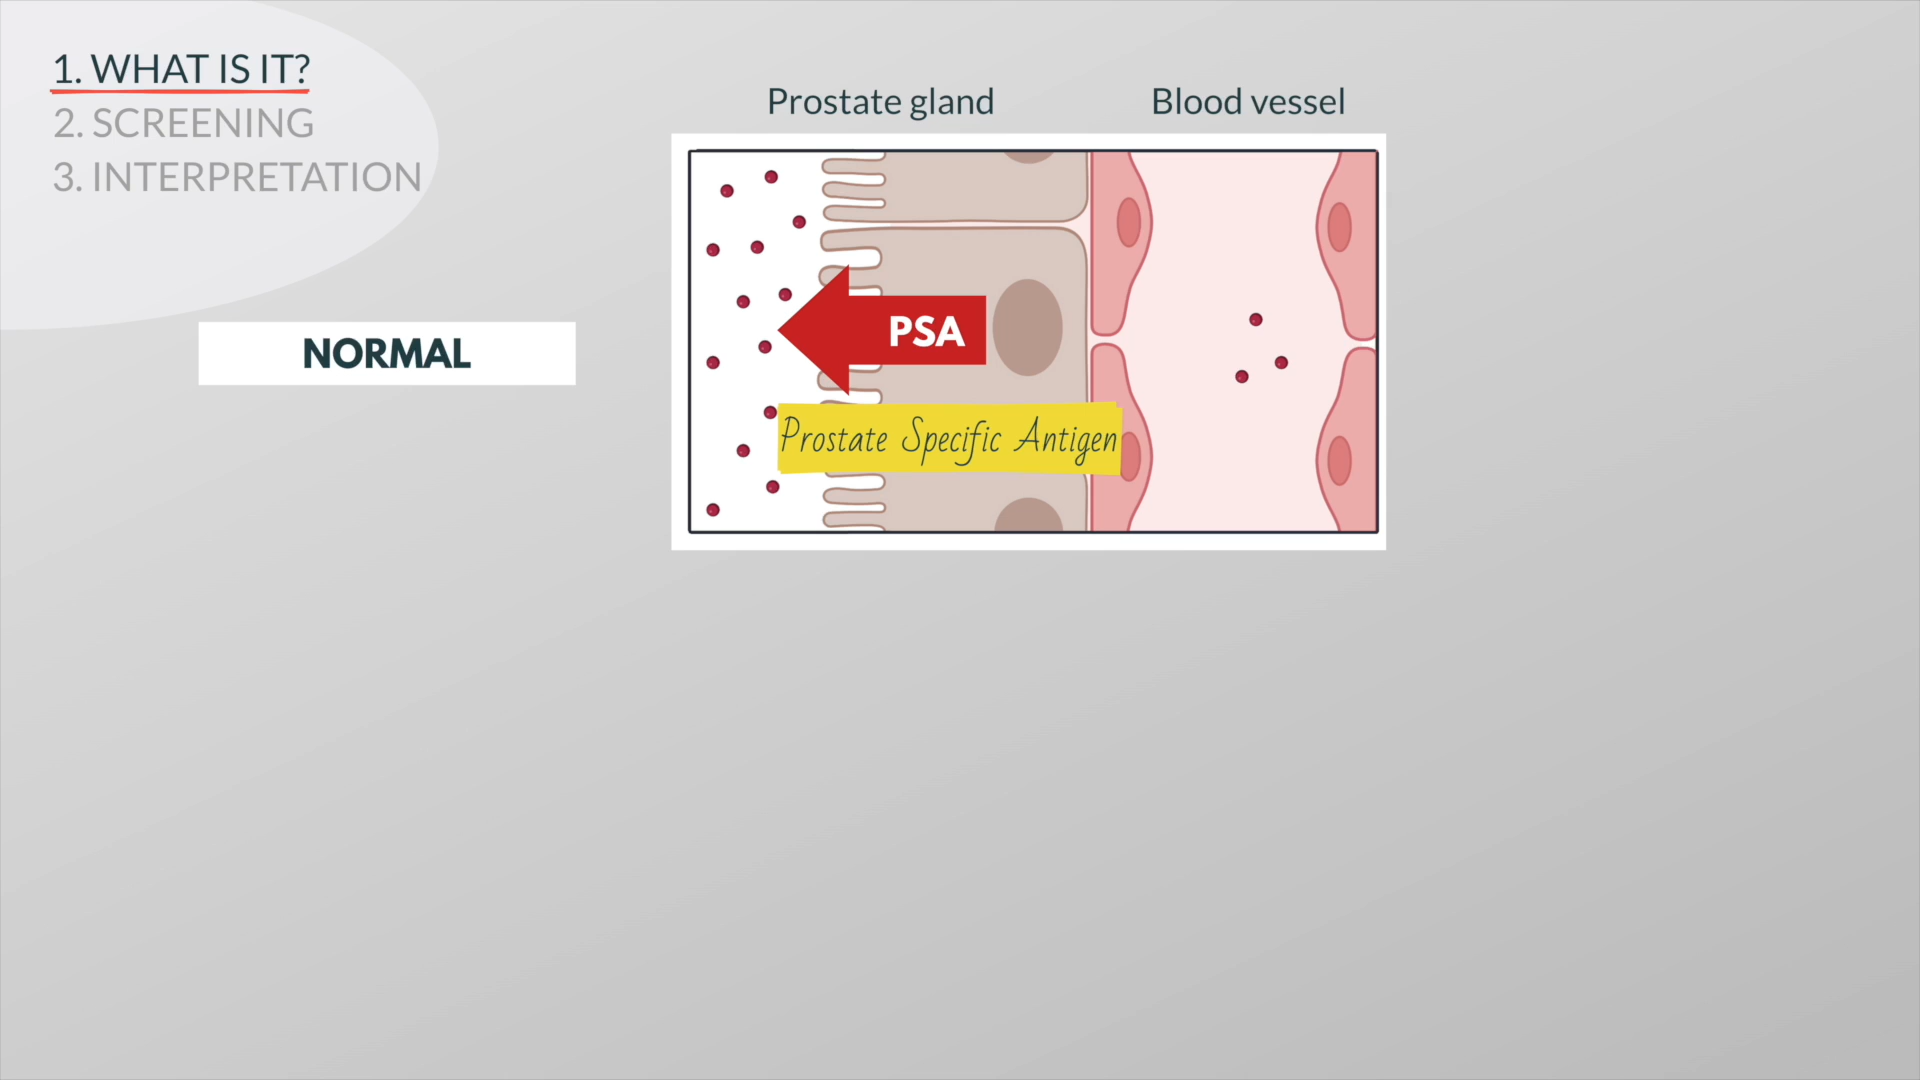 1. WHAT IS IT?
2. SCREENING
3. INTERPRETATION
Prostate gland
Blood vessel
NORMAL
PSA
Prostate Specific Antigen